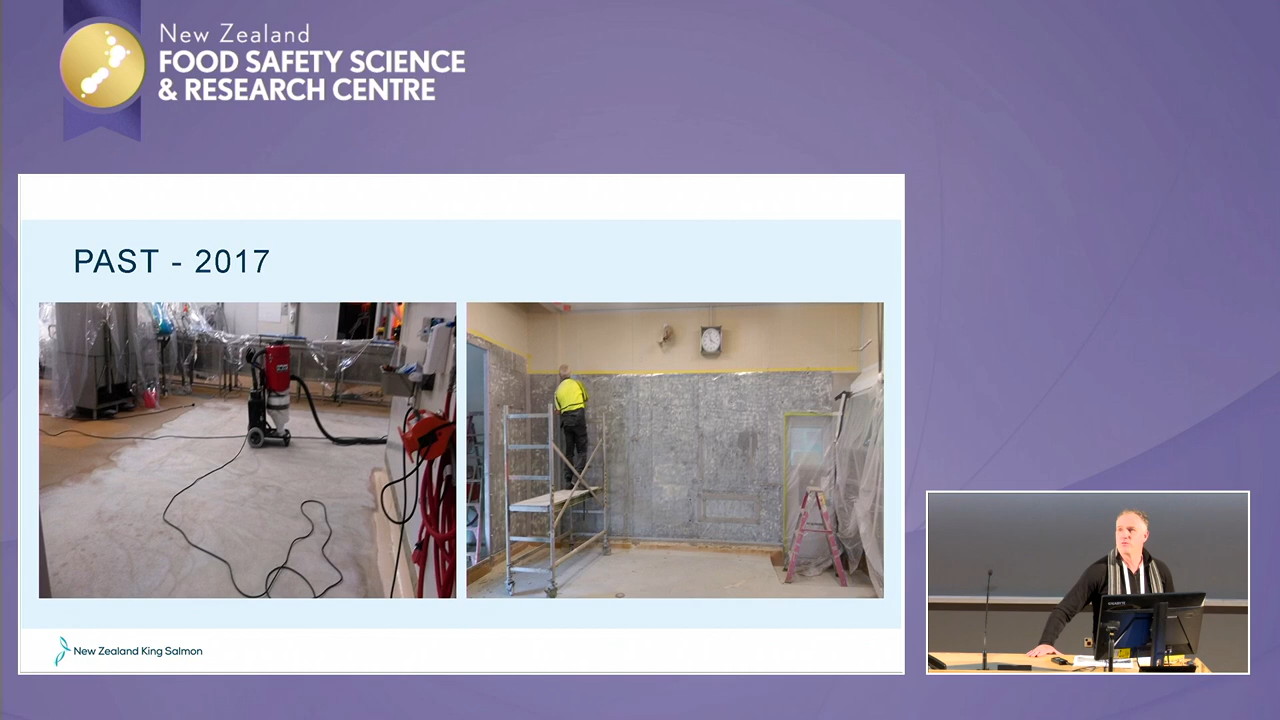 New Zealand
FOOD SAFETY SCIENCE
& RESEARCH CENTRE
PAST - 2017
New Zealand King Salmon